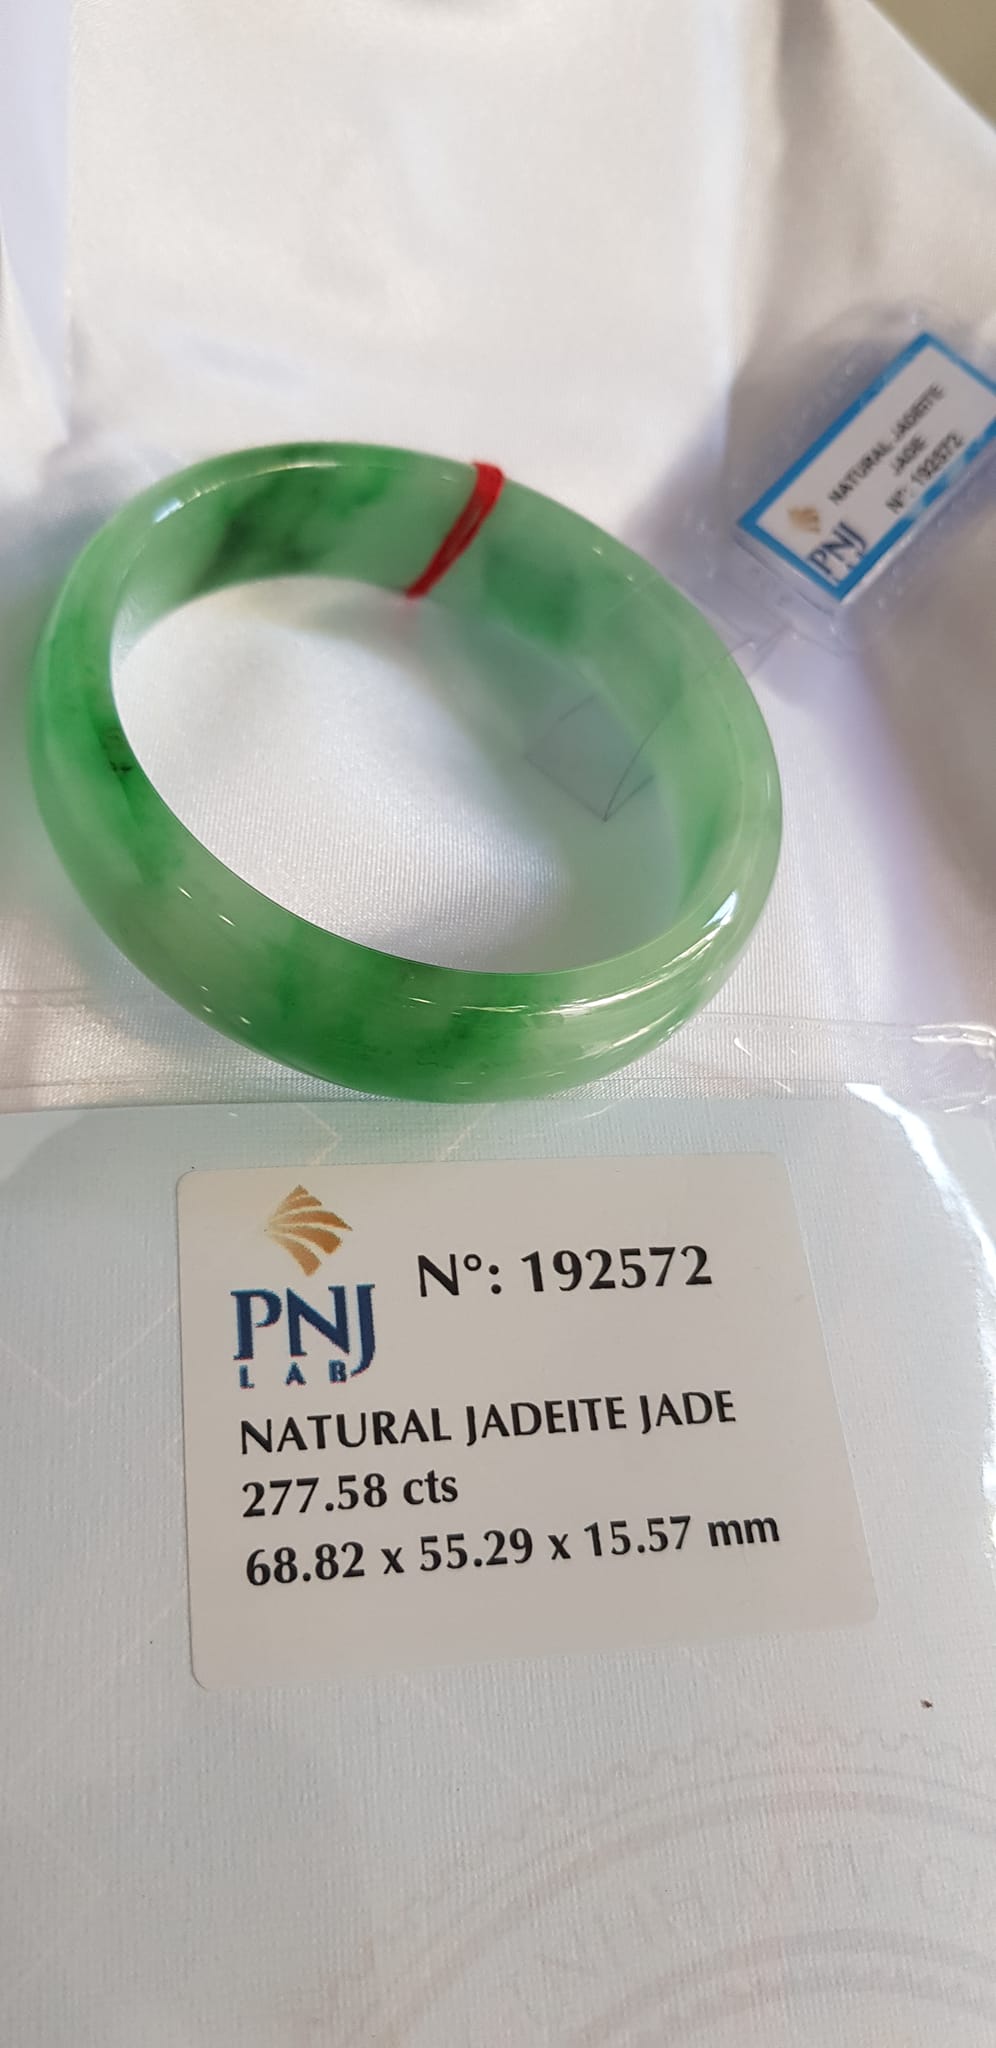 NATURAL JADEITE
JADE
N°: 192572
PNJ
N°: 192572
PNJ
LAB
NATURAL JADEITE JADE
277.58 cts
68.82 x 55.29 x 15.57 mm